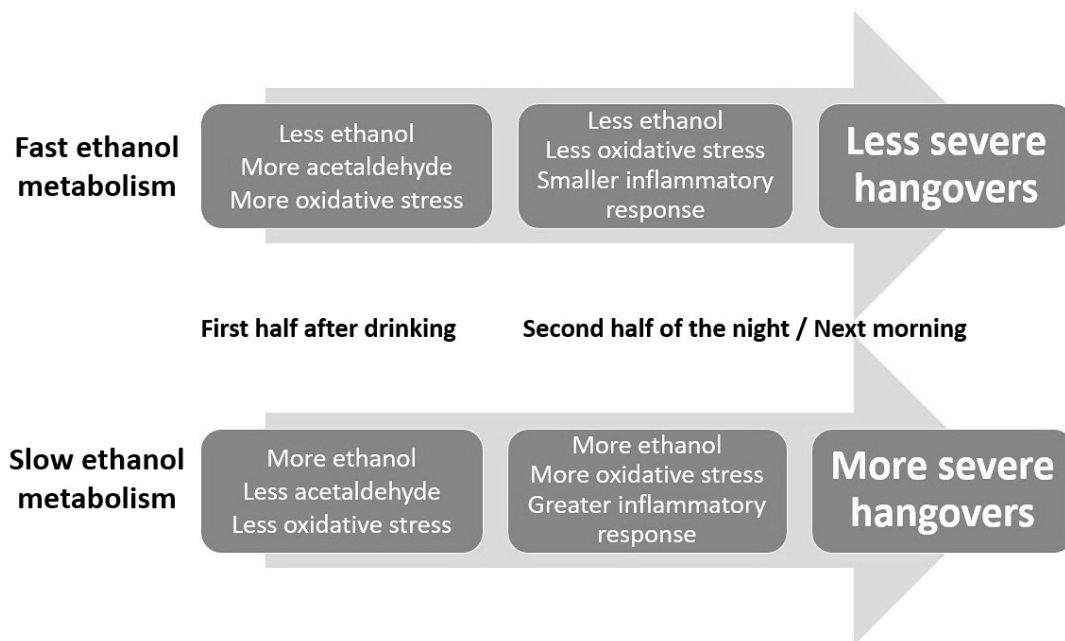 Fast ethanol
metabolism
Less ethanol
More acetaldehyde
More oxidative stress
Less ethanol
Less oxidative stress
Smaller inflammatory
response
Less severe
hangovers
First half after drinking
Second half of the night / Next morning
Slow ethanol
metabolism
More ethanol
Less acetaldehyde
Less oxidative stress
More ethanol
More oxidative stress
Greater inflammatory
response
More severe
hangovers